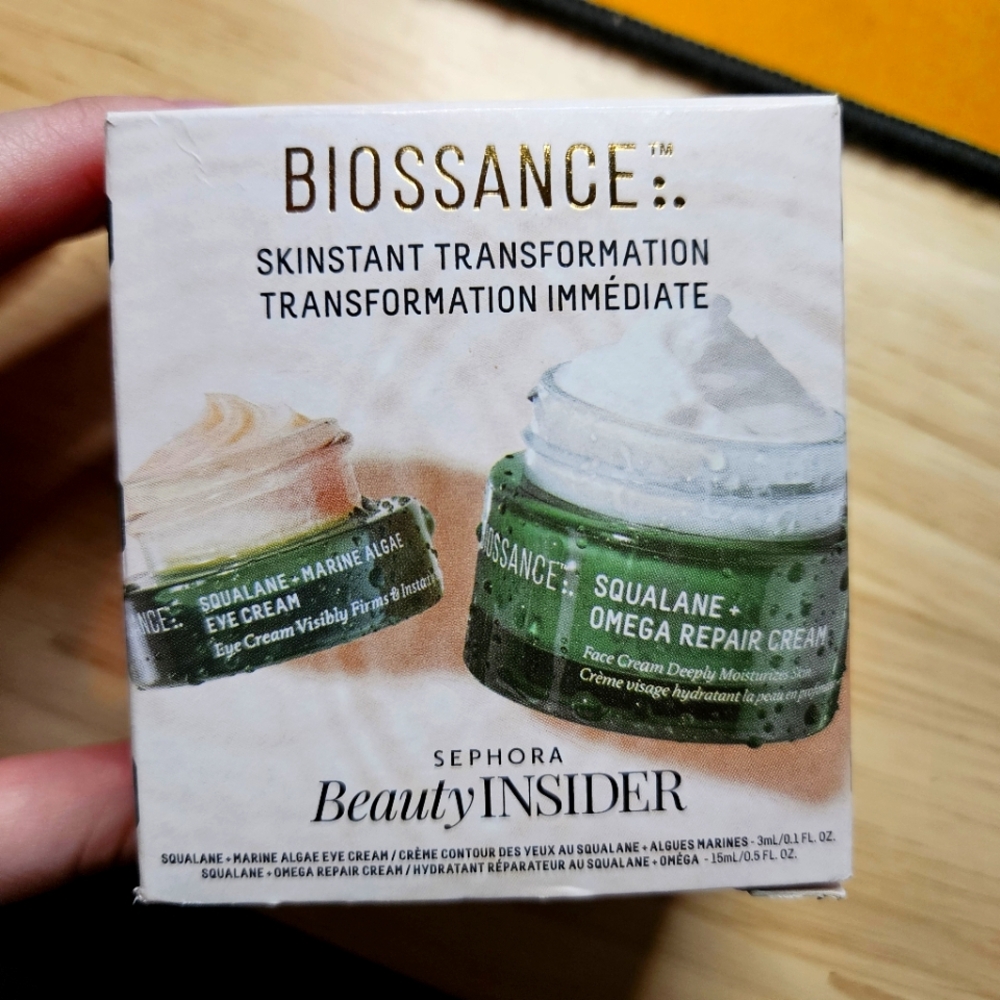 BIOSSANCE™
SKINSTANT TRANSFORMATION
TRANSFORMATION IMMÉDIATE
SQUALANE + MARINE ALGAE
EYE CREAM
Eye Cream Visibly Firms &
BIOSSANCE
SQUALANE +
OMEGA REPAIR CREAM
Face Cream Deeply Moisturizes Skin
Crème visage hydratant la peau en
SEPHORA
Beauty INSIDER
SQUALANE + MARINE ALGAE EYE CREAM / CRÈME CONTOUR DES YEUX AU SQUALANE + ALGUES MARINES - 3mL/0.1 FL. OZ.
SQUALANE + OMEGA REPAIR CREAM / HYDRATANT RÉPARATEUR AU SQUALANE + OMÉGA - 15mL/0.5 FL. OZ.